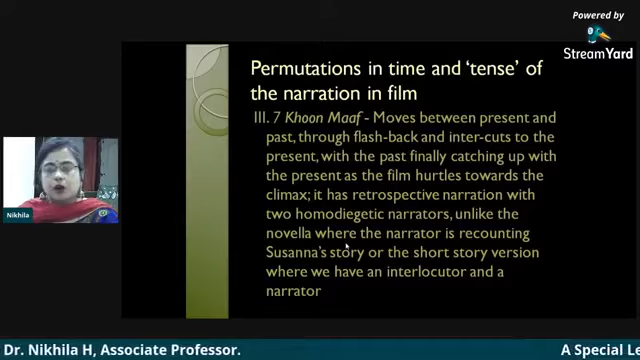 Powered by
StreamYard
Permutations in time and ‘tense’ of
the narration in film
III. 7 Khoon Maaf - Moves between present and
past, through flash-back and inter-cuts to the
present, with the past finally catching up with
the present as the film hurtles towards the
climax; it has retrospective narration with
two homodiegetic narrators, unlike the
novella where the narrator is recounting
Susanna’s story or the short story version
where we have an interlocutor and a
narrator
Nikhila
Dr. Nikhila H, Associate Professor.
A Special Le